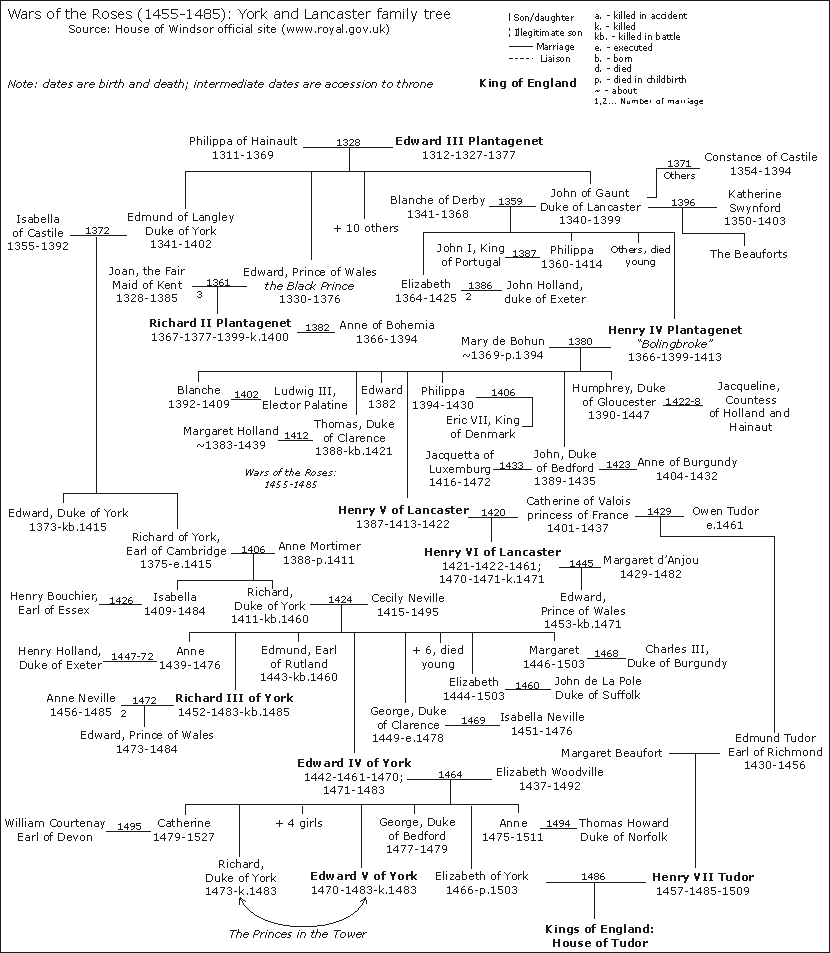 Wars of the Roses (1455-1485): York and Lancaster family tree
Source: House of Windsor official site (www.royal.gov.uk)
Note: dates are birth and death; intermediate dates are accession to throne
Son/daughter
Illegitimate son
Marriage
Liaison
King of England
a. - killed in accident
k. - killed
kb. - killed in battle
e. - executed
b. - born
d. - died
p. - died in childbirth
~ - about
1,2... Number of marriage
Philippa of Hainault
1311-1369
1328
Edward III Plantagenet
1312-1327-1377
1371
Others
Constance of Castile
1354-1394
Isabella
of Castile
1355-1392
1372
Edmund of Langley
Duke of York
1341-1402
+ 10 others
Blanche of Derby
1341-1368
1359
John of Gaunt
Duke of Lancaster
1340-1399
1396
Katherine
Swynford
1350-1403
The Beauforts
Joan, the Fair
Maid of Kent
1328-1385
1361
3
Edward, Prince of Wales
the Black Prince
1330-1376
John I, King
of Portugal
1387
Philippa
1360-1414
Others, died
young
Elizabeth
1364-1425
1386
2
John Holland,
duke of Exeter
Richard II Plantagenet
1367-1377-1399-k.1400
1382
Anne of Bohemia
1366-1394
Mary de Bohun
~1369-p.1394
1380
Henry IV Plantagenet
"Bolingbroke"
1366-1399-1413
Blanche
1392-1409
1402
Ludwig III,
Elector Palatine
Edward
1382
Philippa
1394-1430
1406
Eric VII, King
of Denmark
Humphrey, Duke
of Gloucester
1390-1447
1422-8
Jacqueline,
Countess
of Holland and
Hainaut
Margaret Holland
~1383-1439
1412
Thomas, Duke
of Clarence
1388-kb.1421
Jacquetta of
Luxemburg
1416-1472
1433
John, Duke
of Bedford
1389-1435
1423
Anne of Burgundy
1404-1432
Wars of the Roses:
1455-1485
Edward, Duke of York
1373-kb.1415
Henry V of Lancaster
1387-1413-1422
1420
Catherine of Valois
princess of France
1401-1437
1429
Owen Tudor
e.1461
Richard of York,
Earl of Cambridge
1375-e.1415
1406
Anne Mortimer
1388-p.1411
Henry VI of Lancaster
1421-1422-1461;
1470-1471-k.1471
1445
Margaret d'Anjou
1429-1482
Henry Bouchier,
Earl of Essex
1426
Isabella
1409-1484
Richard,
Duke of York
1411-kb.1460
1424
Cecily Neville
1415-1495
Edward,
Prince of Wales
1453-kb.1471
Henry Holland,
Duke of Exeter
1447-72
Anne
1439-1476
Edmund, Earl
of Rutland
1443-kb.1460
+ 6, died
young
Margaret
1446-1503
1468
Charles III,
Duke of Burgundy
Elizabeth
1444-1503
1460
John de La Pole
Duke of Suffolk
Anne Neville
1456-1485
1472
2
Richard III of York
1452-1483-kb.1485
Edward, Prince of Wales
1473-1484
George, Duke
of Clarence
1449-e.1478
1469
Isabella Neville
1451-1476
Edward IV of York
1442-1461-1470;
1471-1483
1464
Elizabeth Woodville
1437-1492
Margaret Beaufort
Edmund Tudor
Earl of Richmond
1430-1456
William Courtenay
Earl of Devon
1495
Catherine
1479-1527
+ 4 girls
George, Duke
of Bedford
1477-1479
Anne
1475-1511
1494
Thomas Howard
Duke of Norfolk
Richard,
Duke of York
1473-k.1483
Edward V of York
1470-1483-k.1483
Elizabeth of York
1466-p.1503
1486
Henry VII Tudor
1457-1485-1509
The Princes in the Tower
Kings of England:
House of Tudor